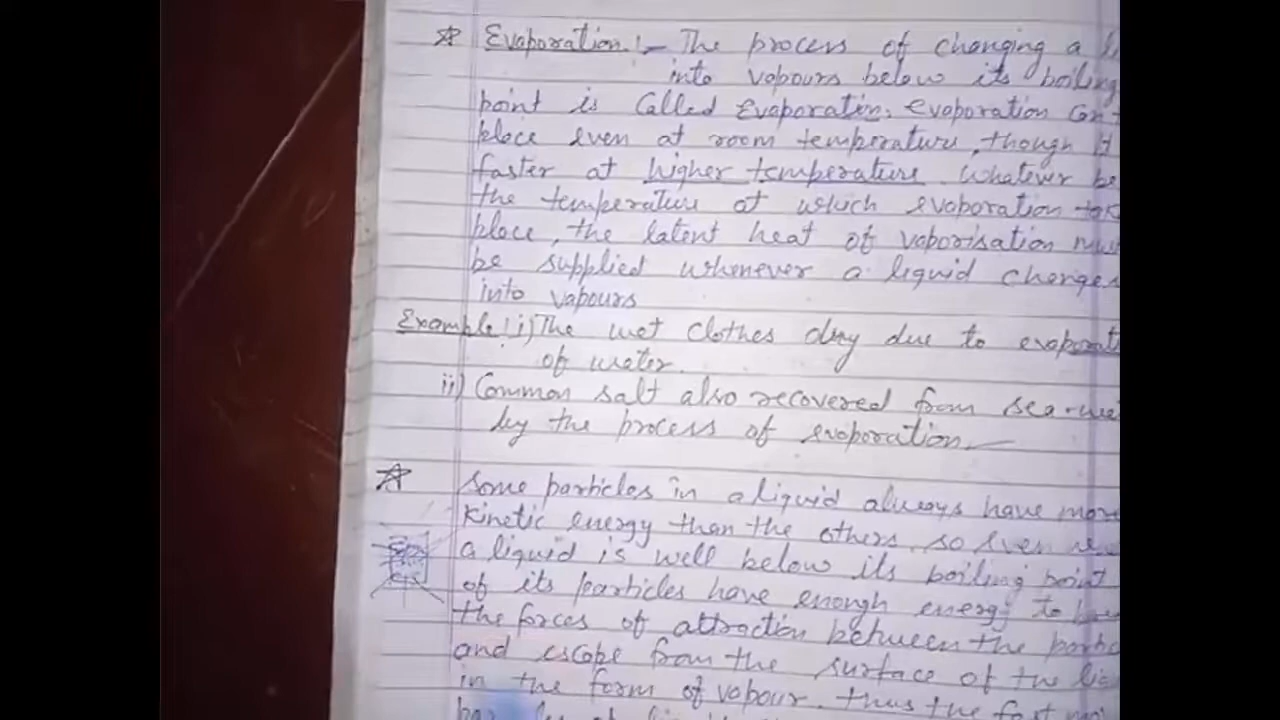 Evaporation!- The process of changing a
into vapours below its boiling
point is called Evaporation. evaporation can
place even at room temperature, though it
faster at higher temperature. Whatever be
the temperature at which evaporation tak
place, the latent heat of vaporisation must
be supplied whenever a liquid changes
into vapours
Example! i) The wet clothes dry due to evaporat
of water.
ii) Common salt also recovered from sea-wa
by the process of evaporation.
Some particles in a liquid always have more
kinetic energy than the others. so even
a liquid is well below its boiling point
of its particles have enough energy to
the forces of attraction between the partic
and escape from the surface of the liq
in the form of vapour. thus the fast